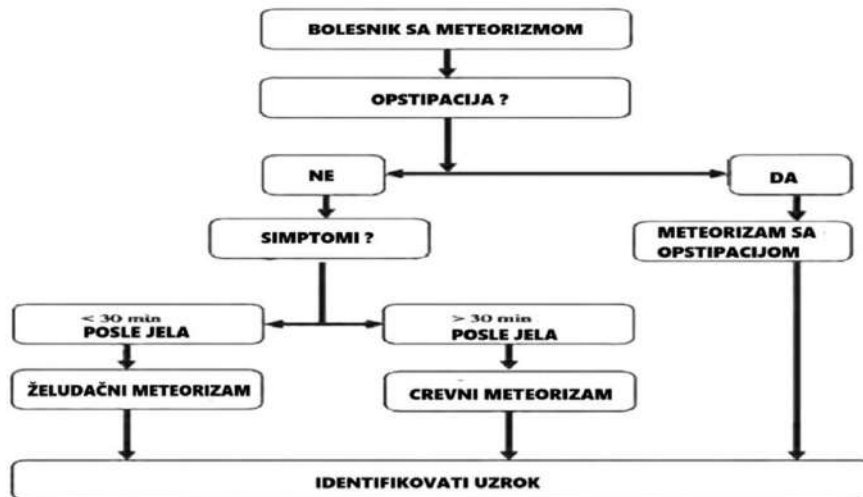 BOLESNIK SA METEORIZMOM
OPSTIPACIJA ?
NE
DA
SIMPTOMI ?
METEORIZAM SA
OPSTIPACIJOM
< 30 min
POSLE JELA
> 30 min
POSLE JELA
ŽELUDAČNI METEORIZAM
CREVNI METEORIZAM
IDENTIFIKOVATI UZROK